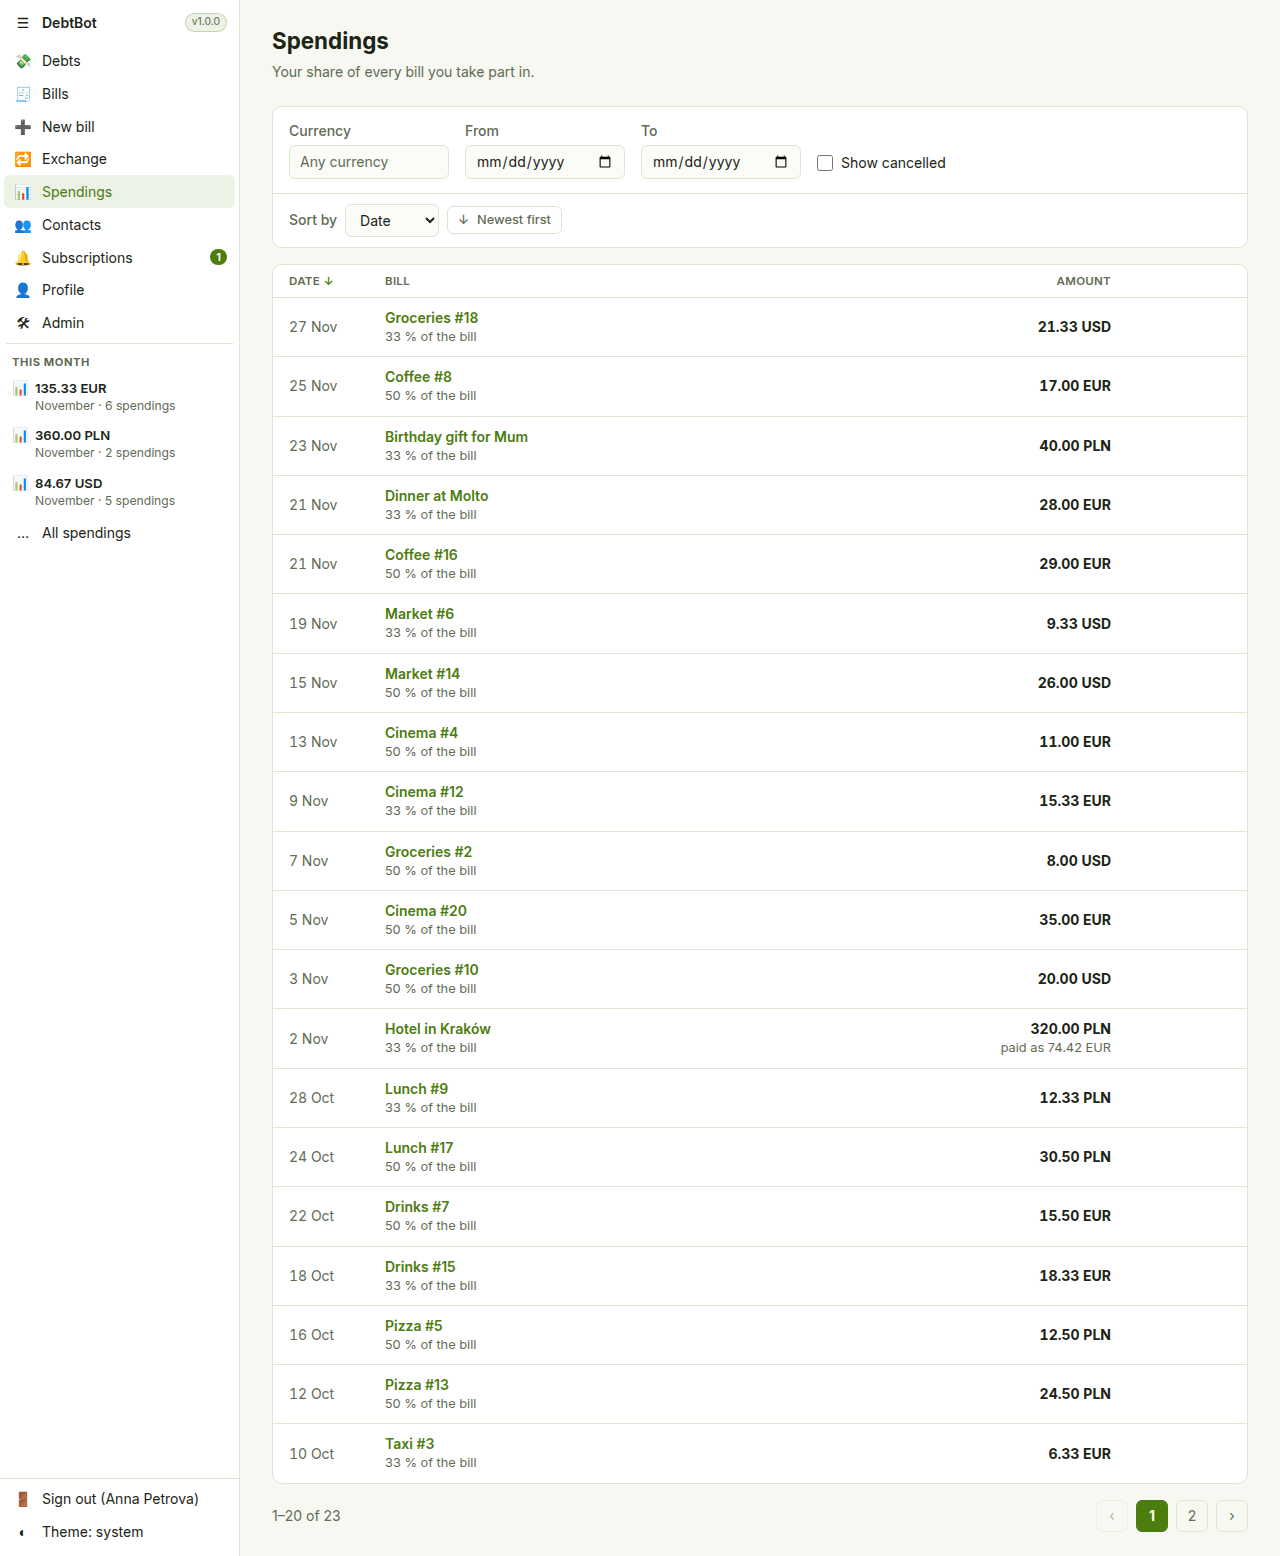 DebtBot
v1.0.0
Debts
Bills
New bill
Exchange
Spendings
Contacts
Subscriptions
1
Profile
Admin
THIS MONTH
135.33 EUR
November · 6 spendings
360.00 PLN
November · 2 spendings
84.67 USD
November · 5 spendings
... All spendings
Sign out (Anna Petrova)
Theme: system
Spendings
Your share of every bill you take part in.
Currency
From
To
Any currency
mm/dd/yyyy
mm/dd/yyyy
Show cancelled
Sort by
Date
↓ Newest first
DATE ↓ BILL AMOUNT
27 Nov Groceries #18 21.33 USD
33 % of the bill
25 Nov Coffee #8 17.00 EUR
50 % of the bill
23 Nov Birthday gift for Mum 40.00 PLN
33 % of the bill
21 Nov Dinner at Molto 28.00 EUR
33 % of the bill
21 Nov Coffee #16 29.00 EUR
50 % of the bill
19 Nov Market #6 9.33 USD
33 % of the bill
15 Nov Market #14 26.00 USD
50 % of the bill
13 Nov Cinema #4 11.00 EUR
50 % of the bill
9 Nov Cinema #12 15.33 EUR
33 % of the bill
7 Nov Groceries #2 8.00 USD
50 % of the bill
5 Nov Cinema #20 35.00 EUR
50 % of the bill
3 Nov Groceries #10 20.00 USD
50 % of the bill
2 Nov Hotel in Kraków 320.00 PLN
33 % of the bill paid as 74.42 EUR
28 Oct Lunch #9 12.33 PLN
33 % of the bill
24 Oct Lunch #17 30.50 PLN
50 % of the bill
22 Oct Drinks #7 15.50 EUR
50 % of the bill
18 Oct Drinks #15 18.33 EUR
33 % of the bill
16 Oct Pizza #5 12.50 PLN
50 % of the bill
12 Oct Pizza #13 24.50 PLN
50 % of the bill
10 Oct Taxi #3 6.33 EUR
33 % of the bill
1–20 of 23
‹ 1 2 ›